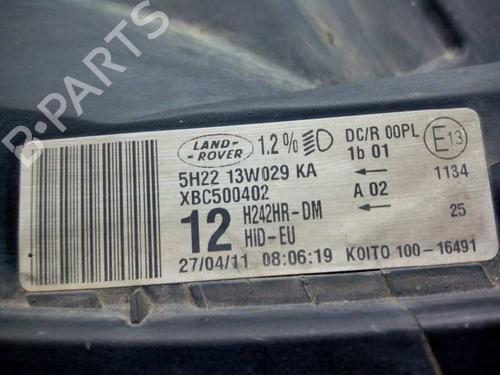 LAND-
ROVER
1.2%
DC/R 00PL
E13
1b 01
5H22 13W029 KA
1134
XBC500402
A 02
12
H242HR-DM
25
HID-EU
27/04/11 08:06:19 KOITO 100-16491
B-PARTS